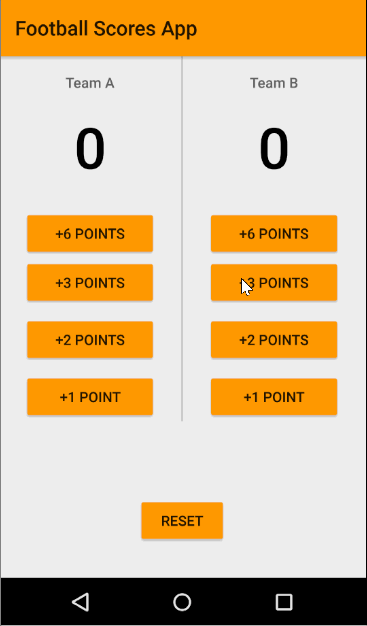 Football Scores App
Team A
Team B
0
0
+6 POINTS
+6 POINTS
+3 POINTS
+3 POINTS
+2 POINTS
+2 POINTS
+1 POINT
+1 POINT
RESET